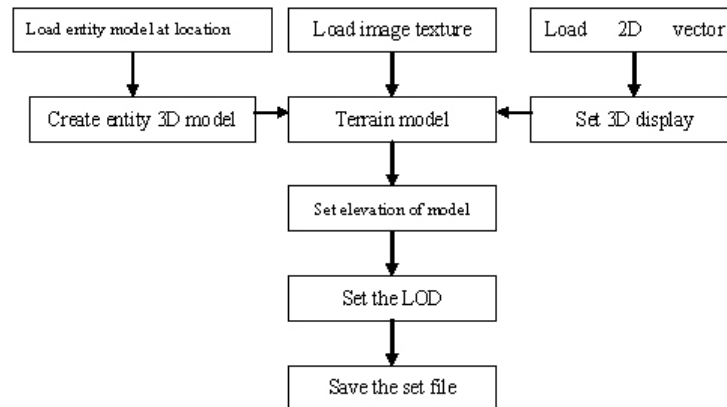 Load entity model at location
Load image texture
Load 2D vector
Create entity 3D model
Terrain model
Set 3D display
Set elevation of model
Set the LOD
Save the set file